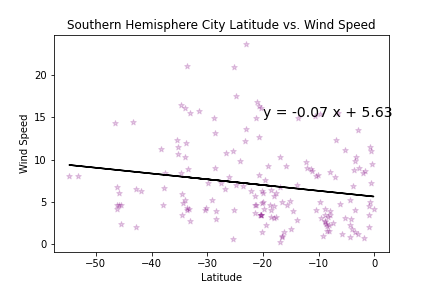 Southern Hemisphere City Latitude vs. Wind Speed
20
15
10
5
0
Wind Speed
y = -0.07 x + 5.63
−50
−40
−30
−20
−10
0
Latitude